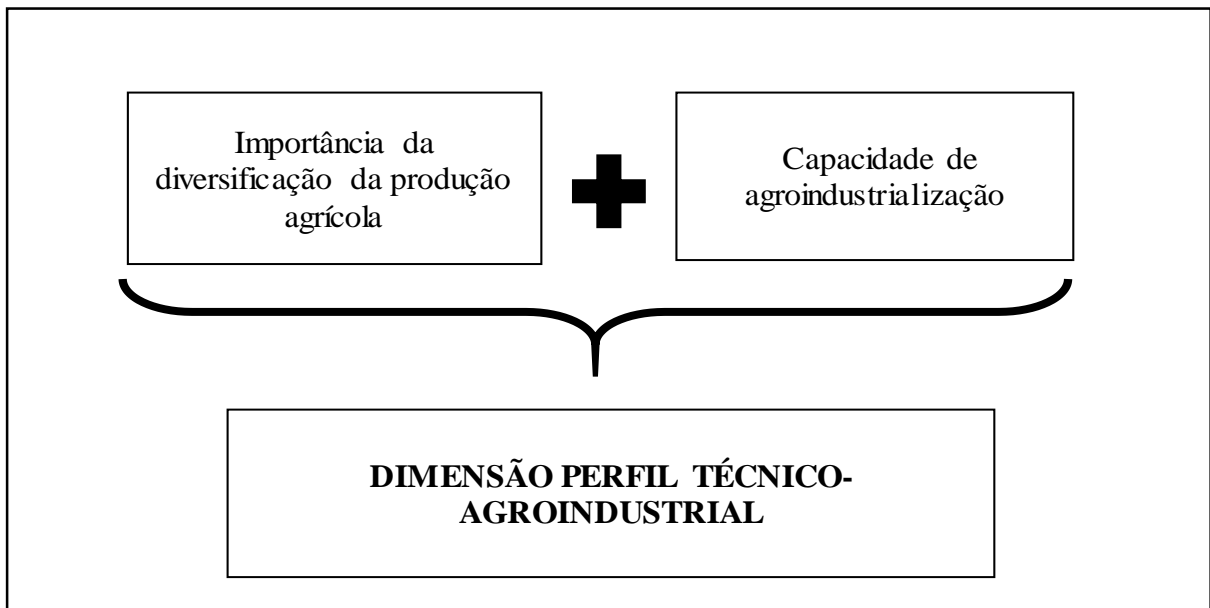 Importância da
diversificação da produção
agrícola
Capacidade de
agroindustrialização
DIMENSÃO PERFIL TÉCNICO-
AGROINDUSTRIAL